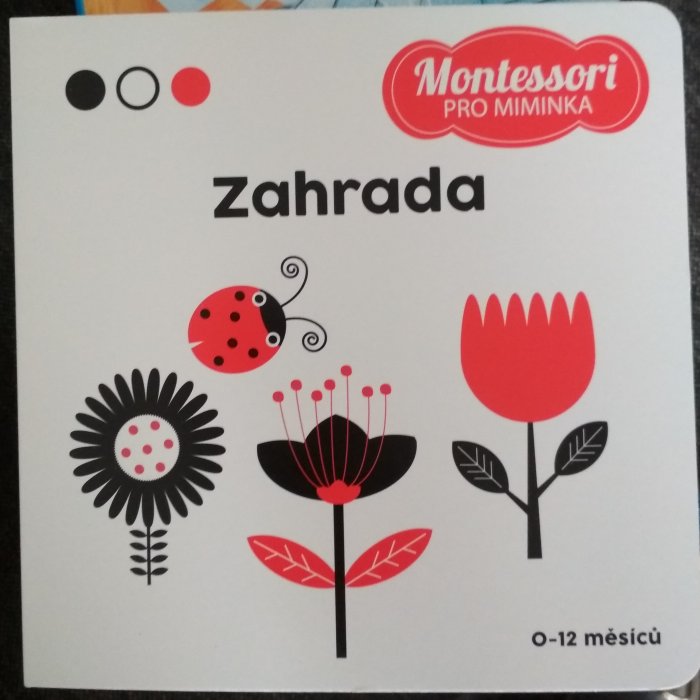 Montessori
PRO MIMINKA
Zahrada
0-12 měsíců